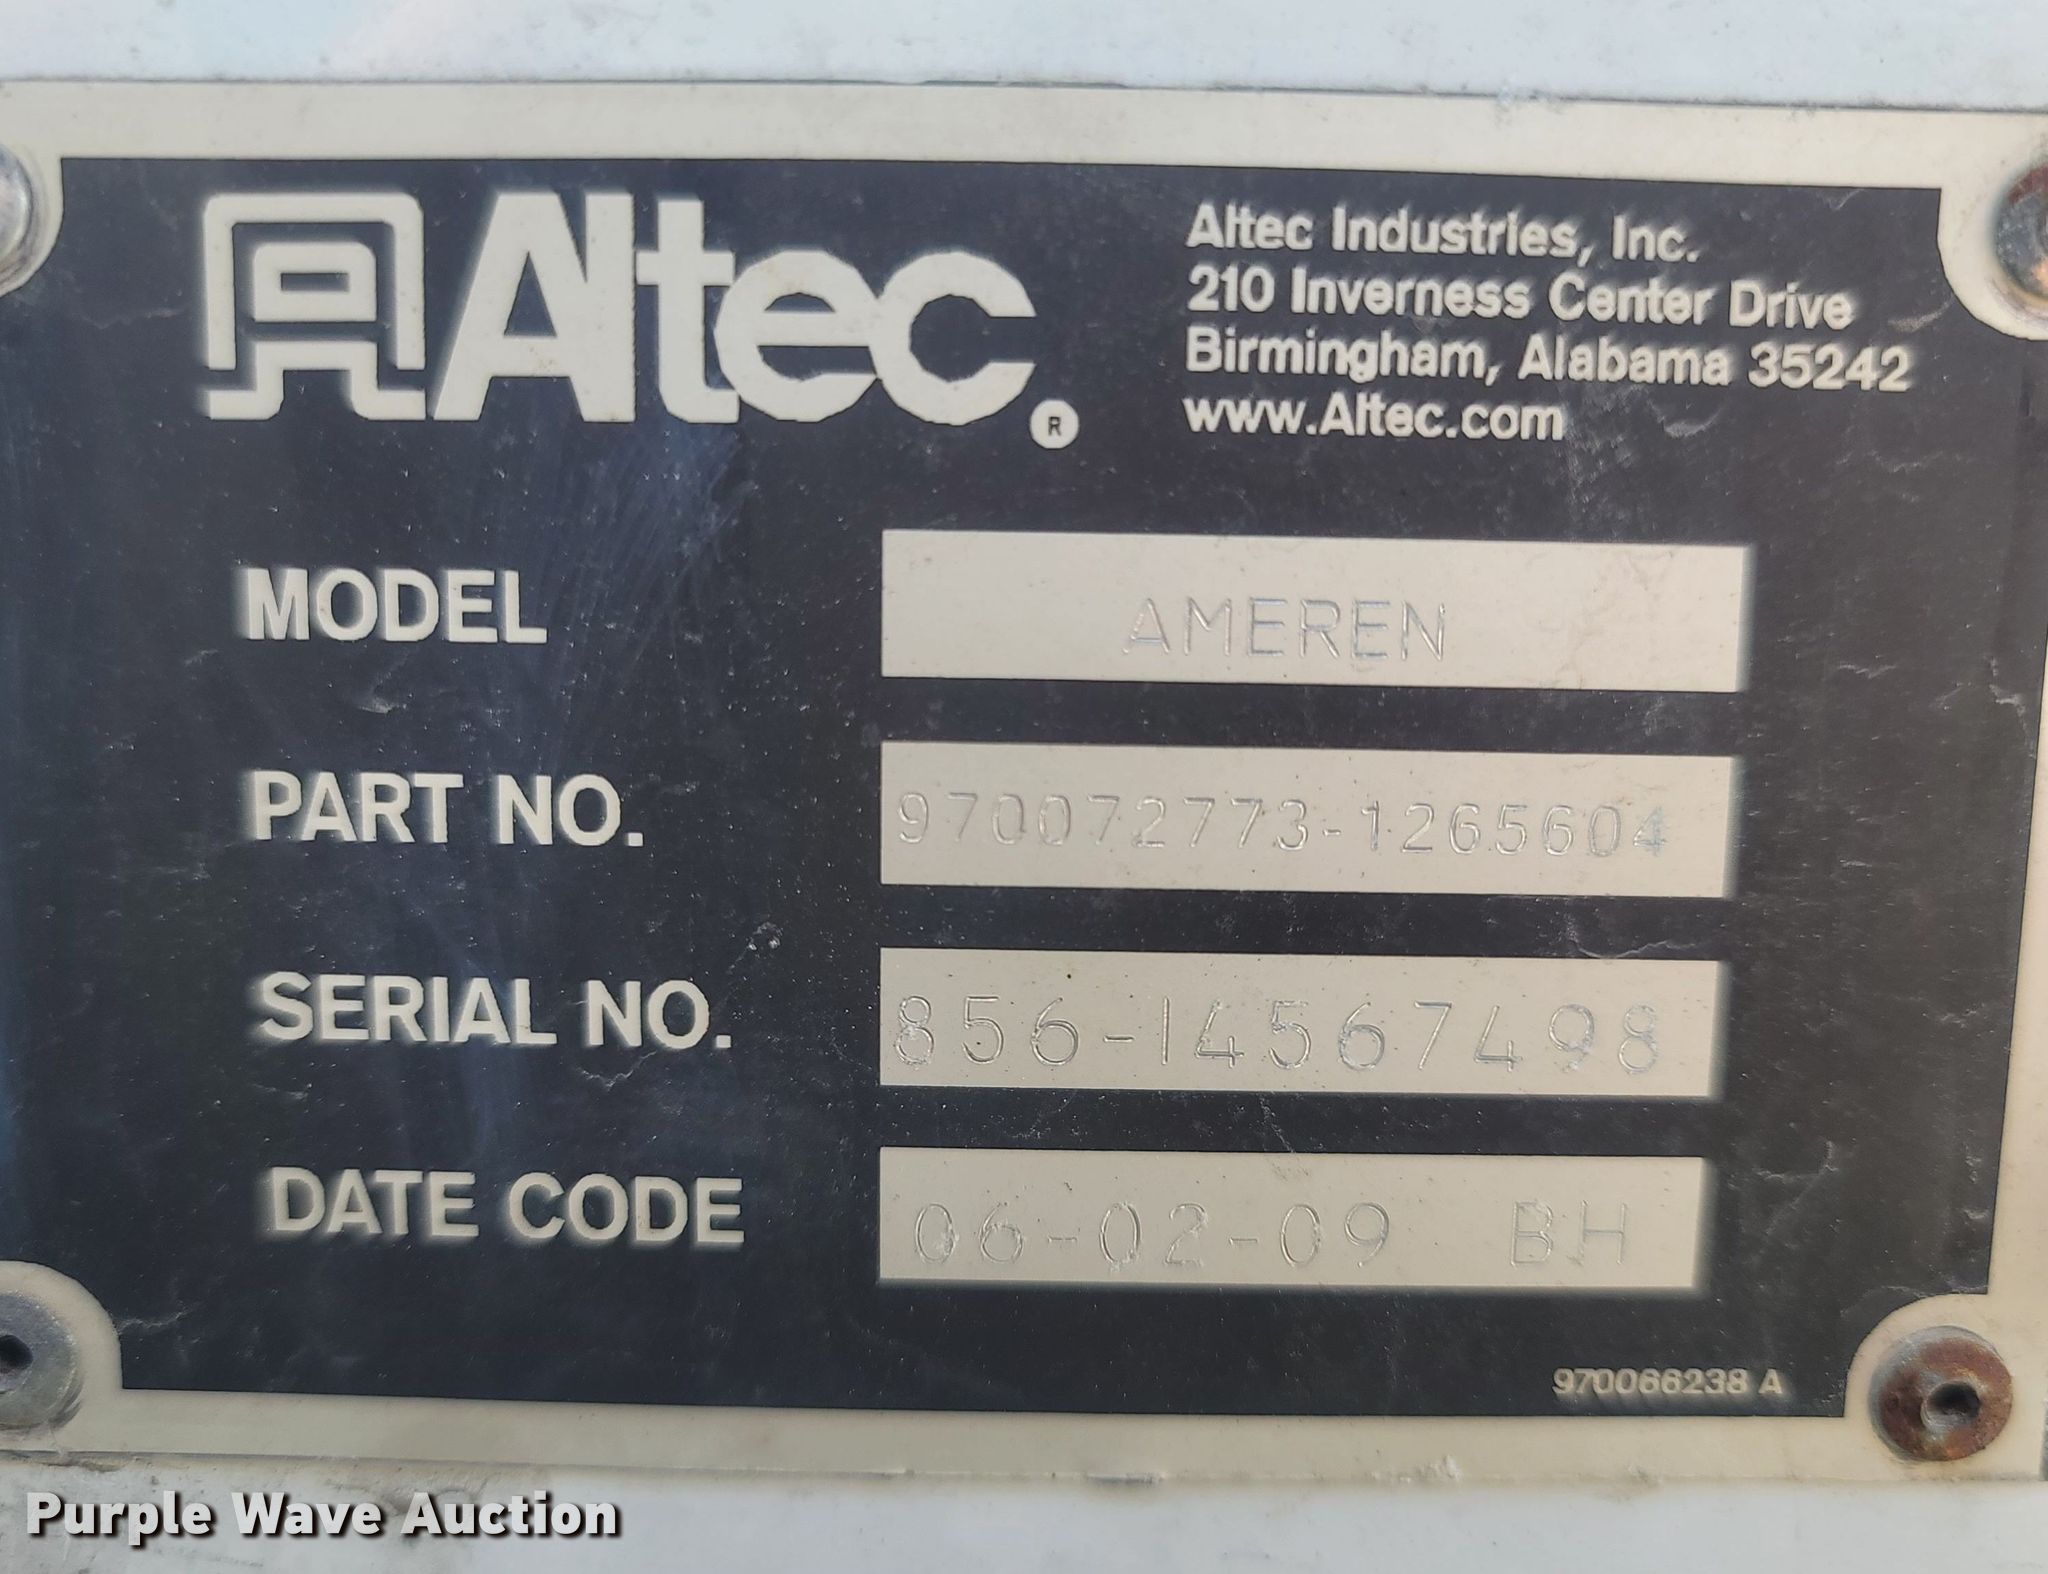 Altec®
Altec Industries, Inc.
210 Inverness Center Drive
Birmingham, Alabama 35242
www.Altec.com
MODEL AMEREN
PART NO. 970072773-1265604
SERIAL NO. 856-14567498
DATE CODE 06-02-09 BH
970066238 A
Purple Wave Auction